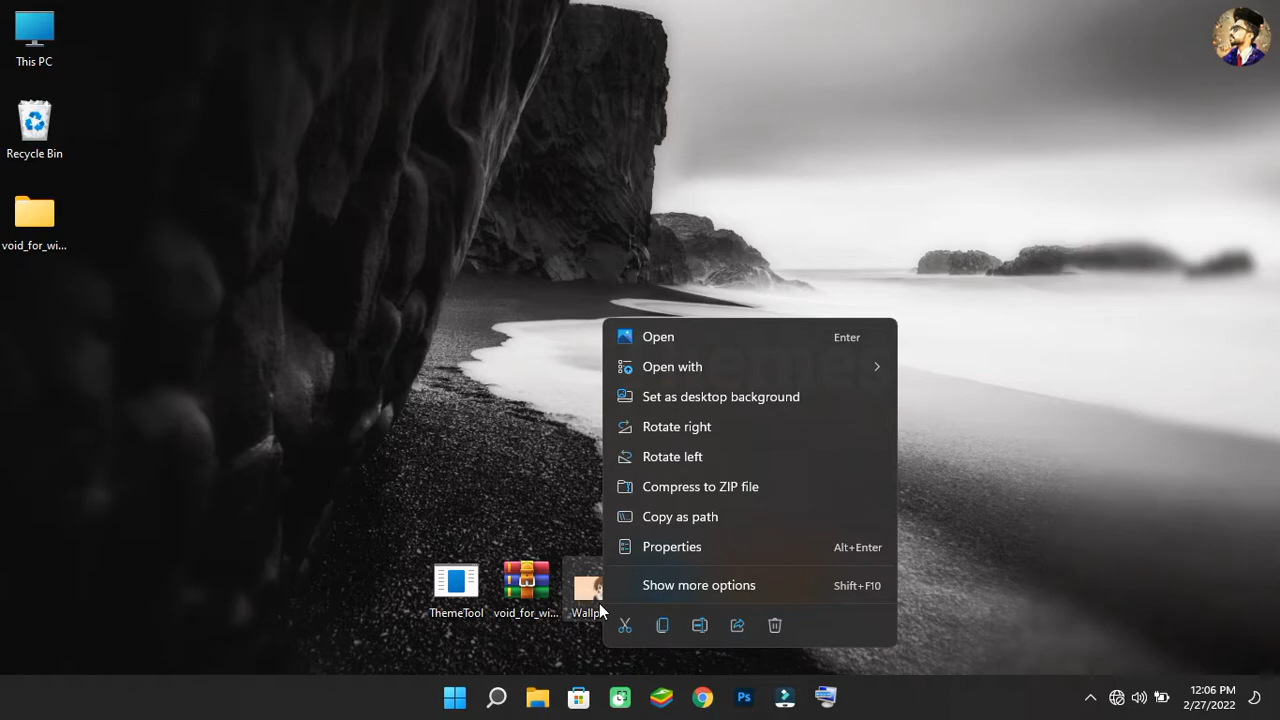 This PC
Recycle Bin
void_for_wi...
Open Enter
Open with
Set as desktop background
Rotate right
Rotate left
Compress to ZIP file
Copy as path
Properties Alt+Enter
Show more options Shift+F10
ThemeTool
void_for_wi...
Wallp
Ps
12:06 PM
2/27/2022